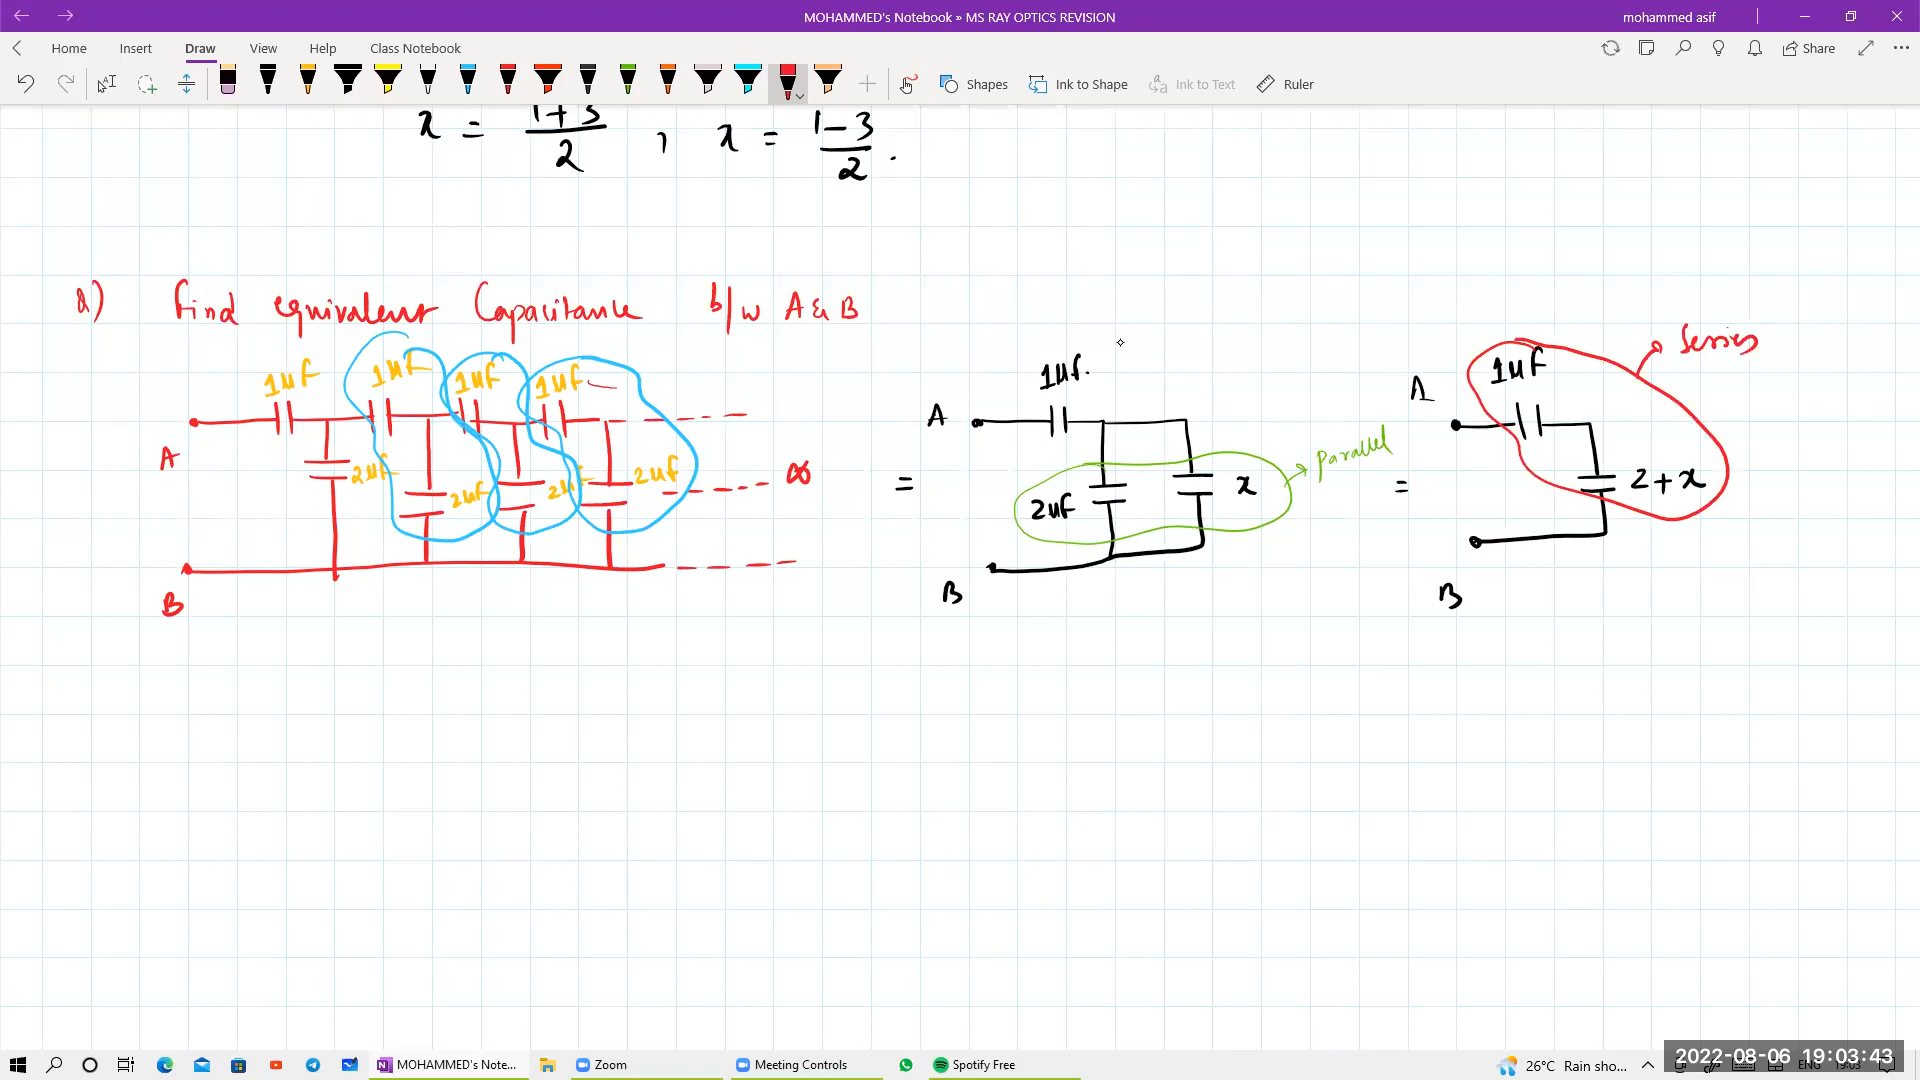 MOHAMMED's Notebook » MS RAY OPTICS REVISION
mohammed asif
Home Insert Draw View Help Class Notebook
Share
Shapes Ink to Shape Ink to Text Ruler
x = 1+3/2 , x = 1-3/2 .
Q) Find equivalent Capacitance b/w A & B
1uF 1uF 1uF 1uF
A
2uF 2uF 2uF 2uF
∞
B
=
A
1uF.
2uF
x
parallel
B
=
A
1uF
Series
2+x
B
MOHAMMED's Note...
Zoom
Meeting Controls
Spotify Free
26°C Rain sho...
2022-08-06 19:03:43